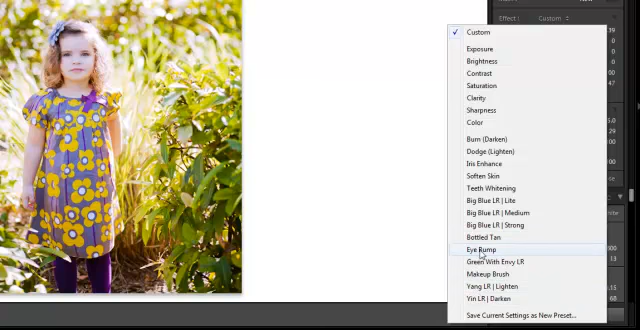 New
Effect : Custom
Custom
Exposure
Brightness
Contrast
Saturation
Clarity
Sharpness
Color
Burn (Darken)
Dodge (Lighten)
Iris Enhance
Soften Skin
Teeth Whitening
Big Blue LR | Lite
Big Blue LR | Medium
Big Blue LR | Strong
Bottled Tan
Eye Bump
Green With Envy LR
Makeup Brush
Yang LR | Lighten
Yin LR | Darken
Save Current Settings as New Preset...